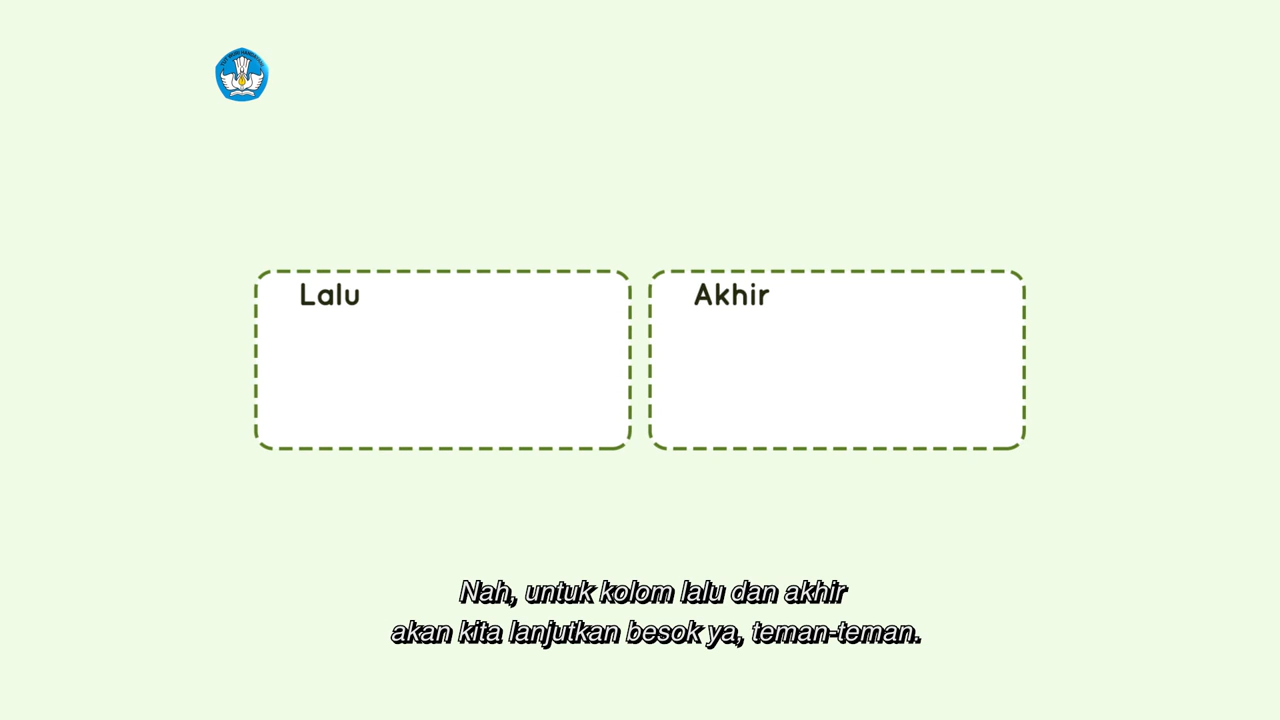 Lalu
Akhir
Nah, untuk kolom lalu dan akhir
akan kita lanjutkan besok ya, teman-teman.